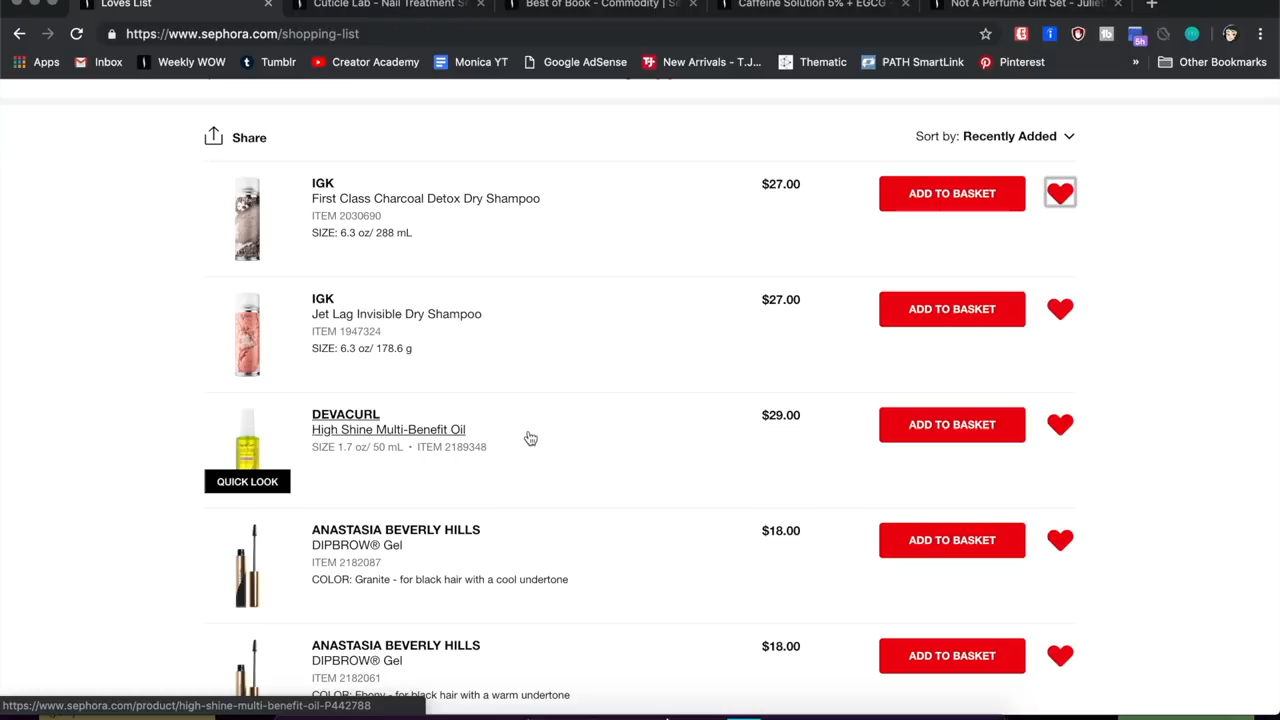 Loves List
Cuticle Lab - Nail Treatment S
Best of Book - Commodity | Se
Caffeine Solution 5% + EGCG -
Not A Perfume Gift Set - Juliet
https://www.sephora.com/shopping-list
5h
Apps
Inbox
Weekly WOW
Tumblr
Creator Academy
Monica YT
Google AdSense
New Arrivals - T.J...
Thematic
PATH SmartLink
Pinterest
»
Other Bookmarks
Share
Sort by: Recently Added
IGK
First Class Charcoal Detox Dry Shampoo
ITEM 2030690
SIZE: 6.3 oz/ 288 mL
$27.00
ADD TO BASKET
IGK
Jet Lag Invisible Dry Shampoo
ITEM 1947324
SIZE: 6.3 oz/ 178.6 g
$27.00
ADD TO BASKET
DEVACURL
High Shine Multi-Benefit Oil
SIZE 1.7 oz/ 50 mL • ITEM 2189348
QUICK LOOK
$29.00
ADD TO BASKET
ANASTASIA BEVERLY HILLS
DIPBROW® Gel
ITEM 2182087
COLOR: Granite - for black hair with a cool undertone
$18.00
ADD TO BASKET
ANASTASIA BEVERLY HILLS
DIPBROW® Gel
ITEM 2182061
COLOR: Ebony - for black hair with a warm undertone
$18.00
ADD TO BASKET
https://www.sephora.com/product/high-shine-multi-benefit-oil-P442788